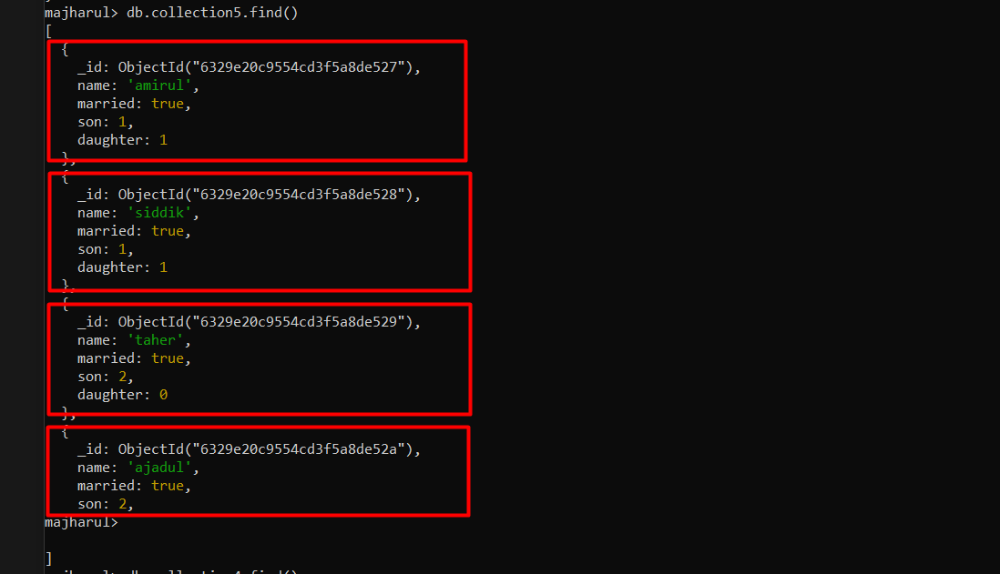 majharul> db.collection5.find()
[
{
_id: ObjectId("6329e20c9554cd3f5a8de527"),
name: 'amirul',
married: true,
son: 1,
daughter: 1
},
{
_id: ObjectId("6329e20c9554cd3f5a8de528"),
name: 'siddik',
married: true,
son: 1,
daughter: 1
},
{
_id: ObjectId("6329e20c9554cd3f5a8de529"),
name: 'taher',
married: true,
son: 2,
daughter: 0
},
{
_id: ObjectId("6329e20c9554cd3f5a8de52a"),
name: 'ajadul',
married: true,
son: 2,
majharul>
]